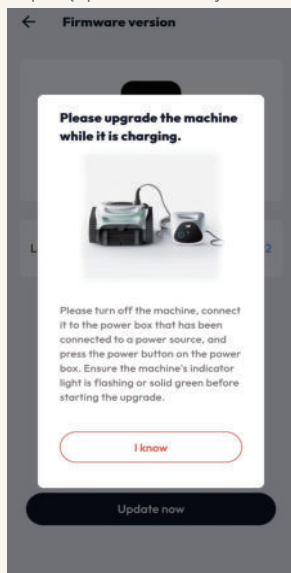 Firmware version
Please upgrade the machine
while it is charging.
L
2
Please turn off the machine, connect
it to the power box that has been
connected to a power source, and
press the power button on the power
box. Ensure the machine's indicator
light is flashing or solid green before
starting the upgrade.
I know
Update now